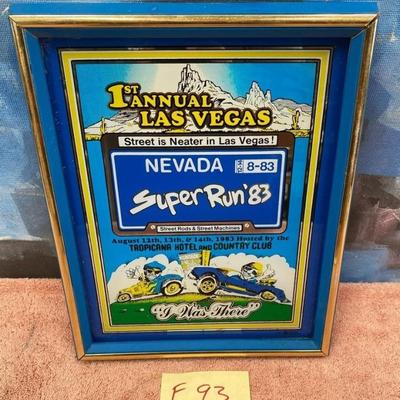 1ST ANNUAL
LAS VEGAS
Street is Neater in Las Vegas!
NEVADA 8-83
Super Run '83
Street Rods & Street Machines
August 12th, 13th, & 14th, 1983 Hosted by the
TROPICANA HOTEL AND COUNTRY CLUB
"I Was There"
F 93